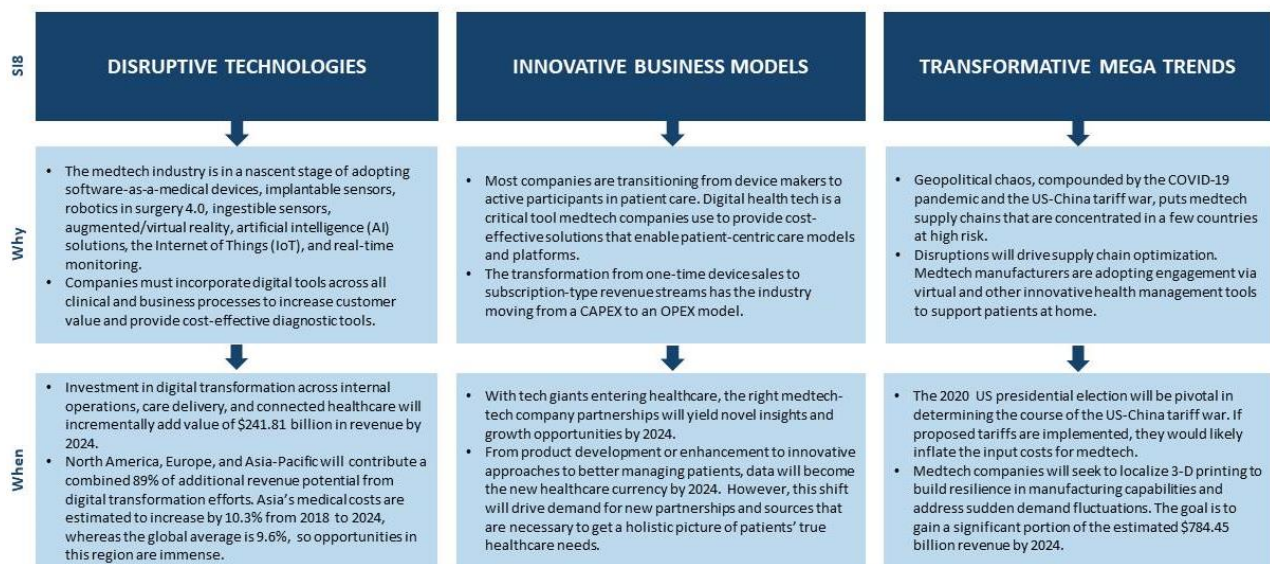 SI8
DISRUPTIVE TECHNOLOGIES
INNOVATIVE BUSINESS MODELS
TRANSFORMATIVE MEGA TRENDS
Why
• The medtech industry is in a nascent stage of adopting
software-as-a-medical devices, implantable sensors,
robotics in surgery 4.0, ingestible sensors,
augmented/virtual reality, artificial intelligence (AI)
solutions, the Internet of Things (IoT), and real-time
monitoring.
• Companies must incorporate digital tools across all
clinical and business processes to increase customer
value and provide cost-effective diagnostic tools.
• Most companies are transitioning from device makers to
active participants in patient care. Digital health tech is a
critical tool medtech companies use to provide cost-
effective solutions that enable patient-centric care models
and platforms.
• The transformation from one-time device sales to
subscription-type revenue streams has the industry
moving from a CAPEX to an OPEX model.
• Geopolitical chaos, compounded by the COVID-19
pandemic and the US-China tariff war, puts medtech
supply chains that are concentrated in a few countries
at high risk.
• Disruptions will drive supply chain optimization.
Medtech manufacturers are adopting engagement via
virtual and other innovative health management tools
to support patients at home.
When
• Investment in digital transformation across internal
operations, care delivery, and connected healthcare will
incrementally add value of $241.81 billion in revenue by
2024.
• North America, Europe, and Asia-Pacific will contribute a
combined 89% of additional revenue potential from
digital transformation efforts. Asia's medical costs are
estimated to increase by 10.3% from 2018 to 2024,
whereas the global average is 9.6%, so opportunities in
this region are immense.
• With tech giants entering healthcare, the right medtech-
tech company partnerships will yield novel insights and
growth opportunities by 2024.
• From product development or enhancement to innovative
approaches to better managing patients, data will become
the new healthcare currency by 2024. However, this shift
will drive demand for new partnerships and sources that
are necessary to get a holistic picture of patients' true
healthcare needs.
• The 2020 US presidential election will be pivotal in
determining the course of the US-China tariff war. If
proposed tariffs are implemented, they would likely
inflate the input costs for medtech.
• Medtech companies will seek to localize 3-D printing to
build resilience in manufacturing capabilities and
address sudden demand fluctuations. The goal is to
gain a significant portion of the estimated $784.45
billion revenue by 2024.